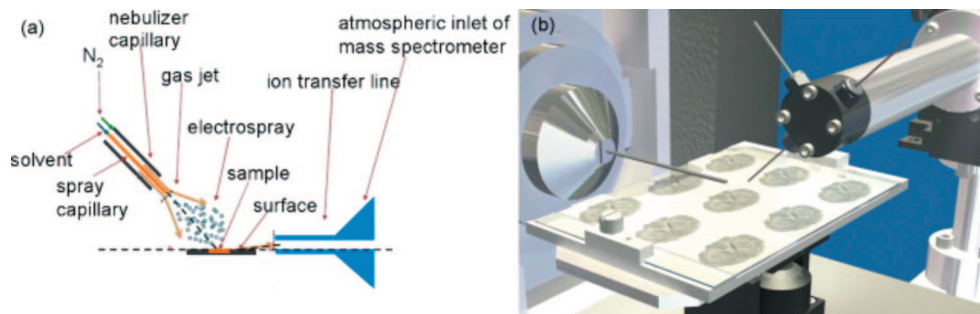 (a)
nebulizer
capillary
atmospheric inlet of
mass spectrometer
(b)
N2
gas jet
ion transfer line
electrospray
solvent
sample
spray
capillary
surface